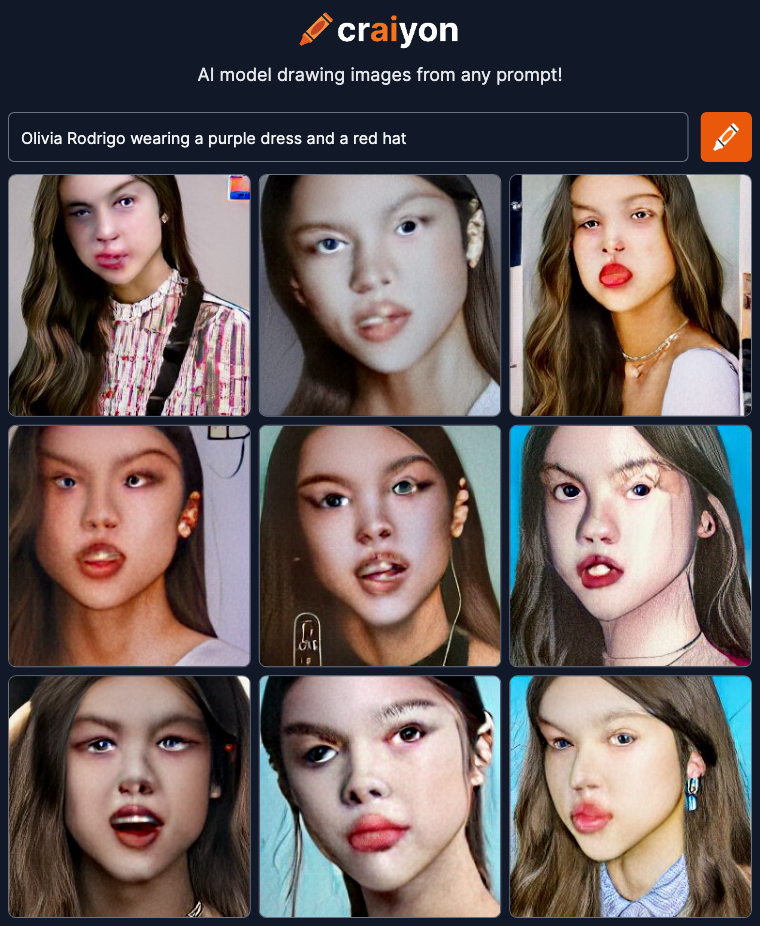 craiyon
AI model drawing images from any prompt!
Olivia Rodrigo wearing a purple dress and a red hat